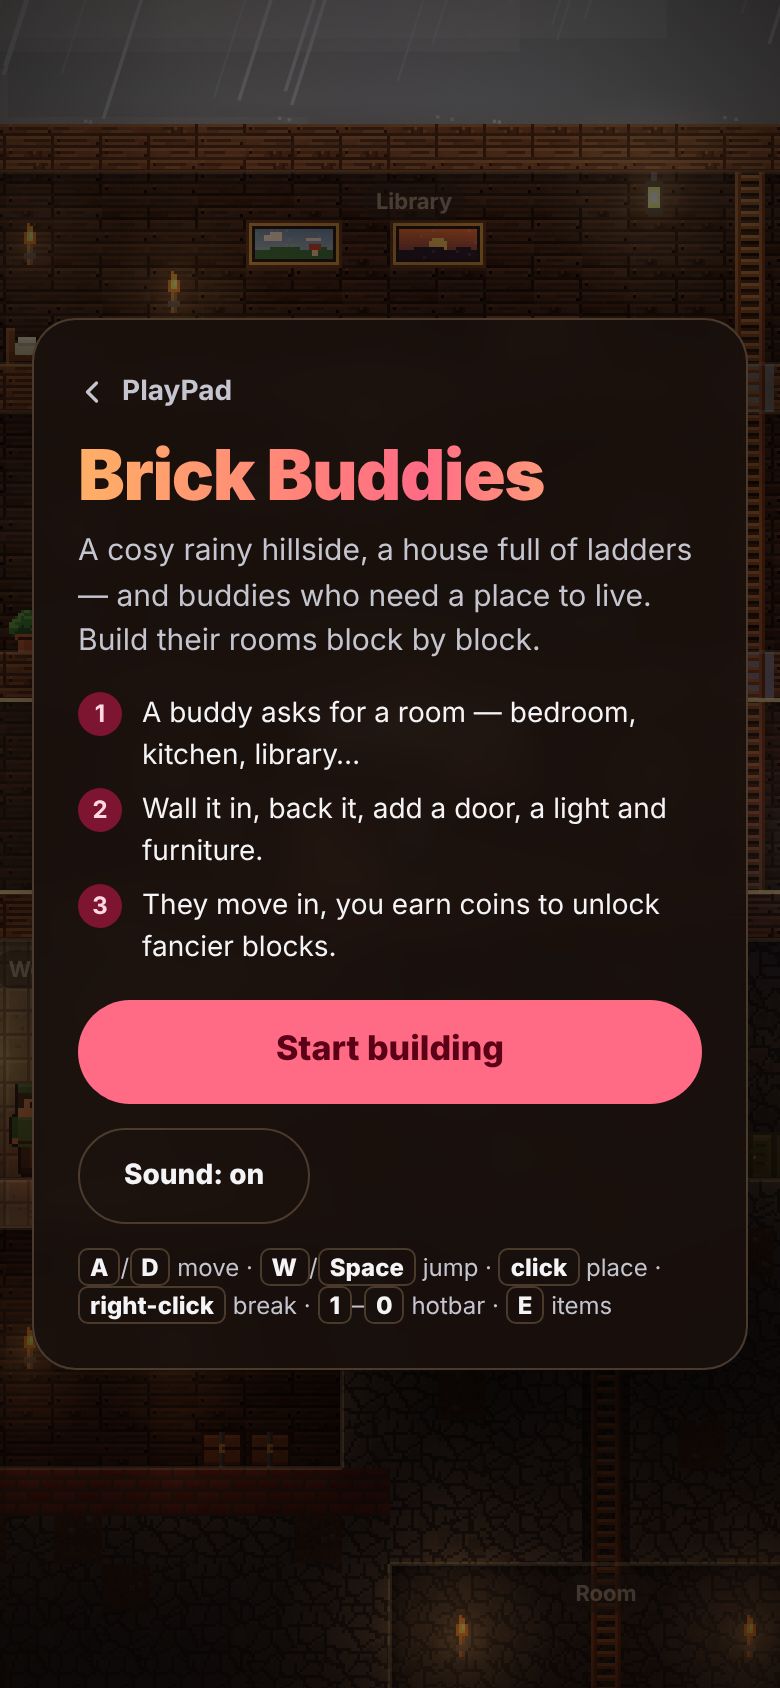 Library
PlayPad
Brick Buddies
A cosy rainy hillside, a house full of ladders
— and buddies who need a place to live.
Build their rooms block by block.
1 A buddy asks for a room — bedroom,
kitchen, library...
2 Wall it in, back it, add a door, a light and
furniture.
3 They move in, you earn coins to unlock
fancier blocks.
Start building
Sound: on
A/D move · W/Space jump · click place ·
right-click break · 1–0 hotbar · E items
Room